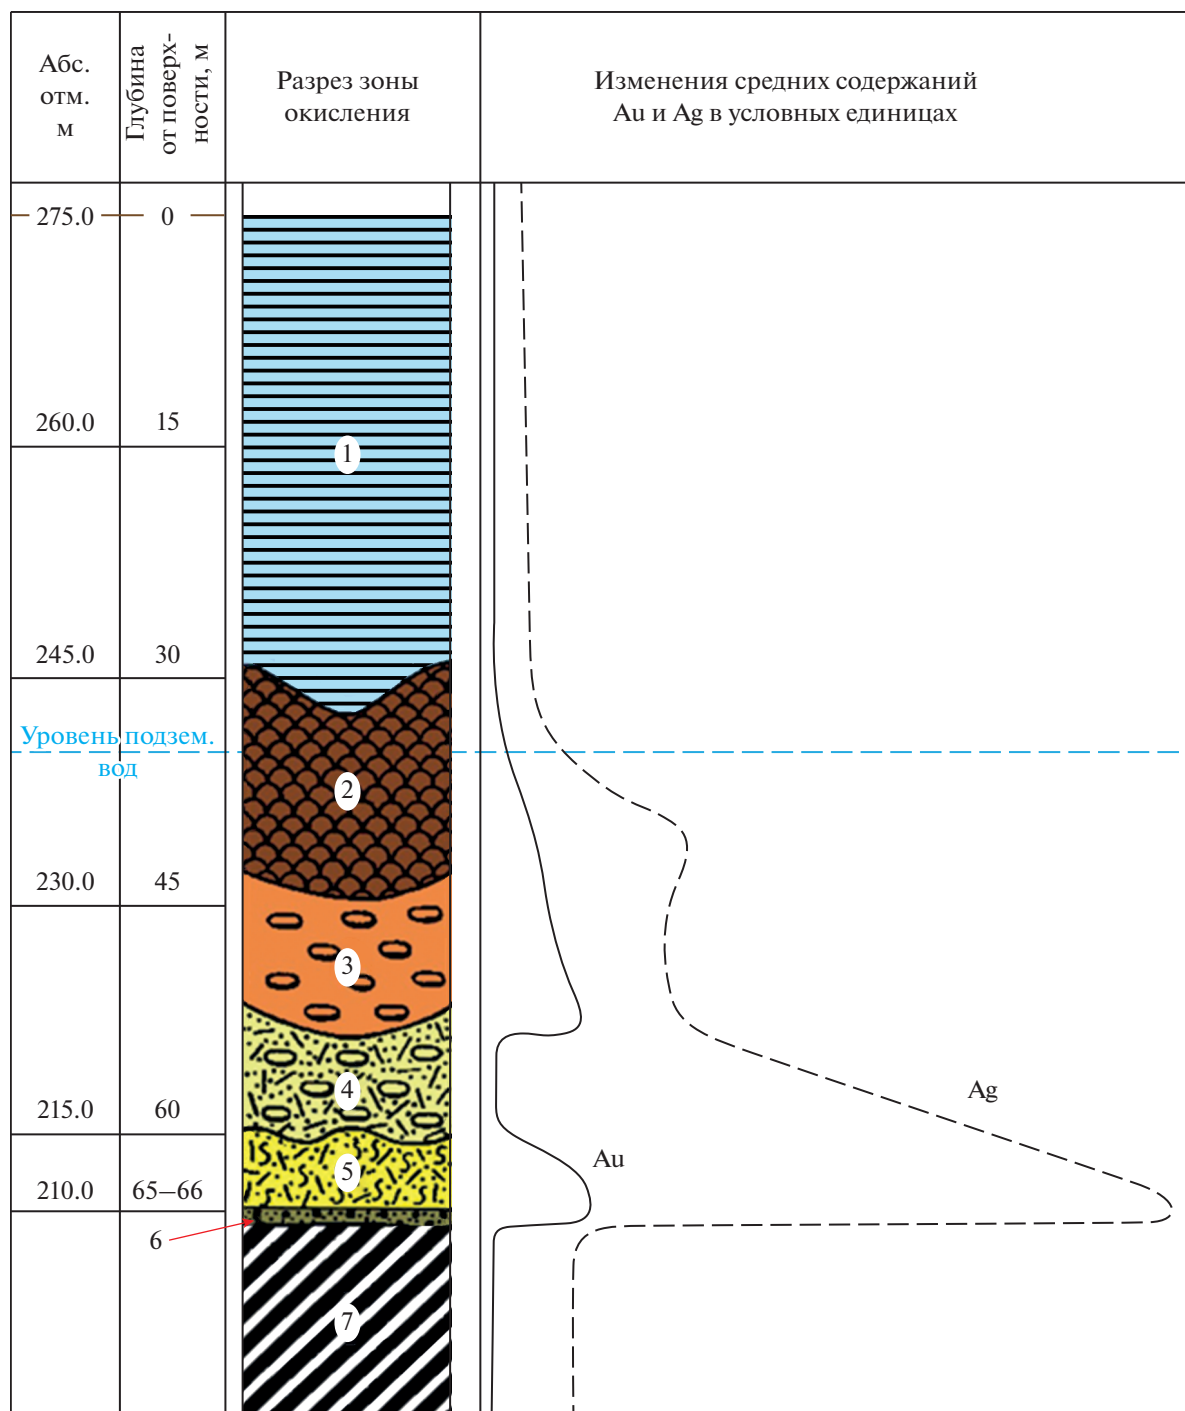 Абс.
отм.
м
Глубина
от поверх-
ности, м
Разрез зоны
окисления
Изменения средних содержаний
Au и Ag в условных единицах
275.0
0
260.0
15
1
245.0
30
Уровень подзем.
вод
2
230.0
45
3
4
Ag
215.0
60
Au
5
210.0
65–66
6
7